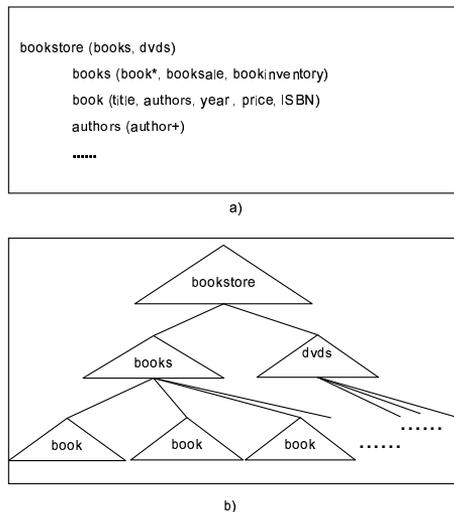 bookstore (books, dvds)
books (book*, booksale, bookinventory)
book (title, authors, year , price, ISBN)
authors (author+)
......
a)
bookstore
books
dvds
book
book
book
......
......
b)